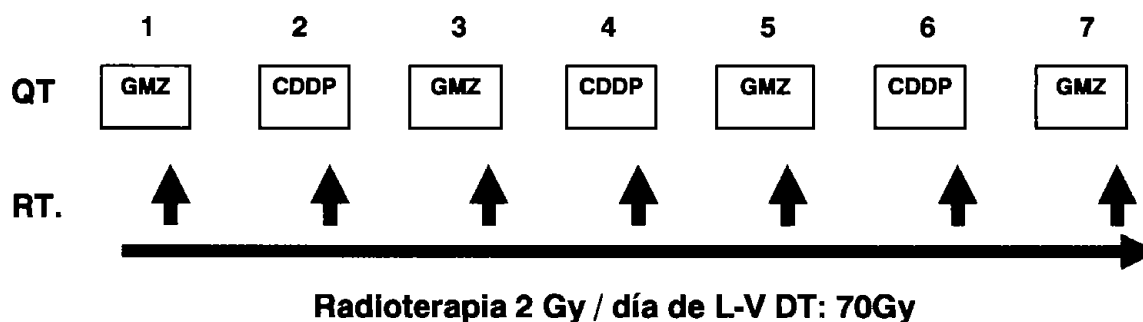 1 2 3 4 5 6 7
QT GMZ CDDP GMZ CDDP GMZ CDDP GMZ
RT.
Radioterapia 2 Gy / día de L-V DT: 70Gy